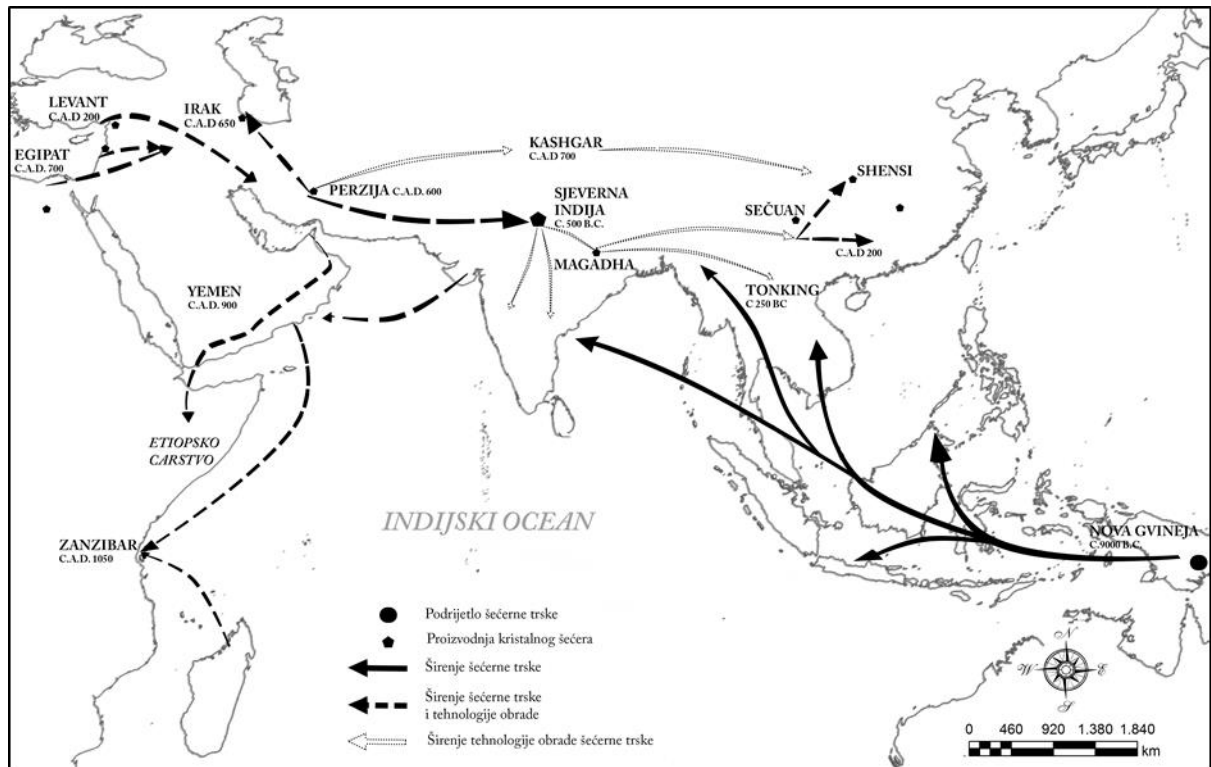 LEVANT
C.A.D 200
IRAK
C.A.D 650
EGIPAT
C.A.D. 700
KASHGAR
C.A.D 700
PERZIJA C.A.D. 600
SJEVERNA
INDIJA
C. 500 B.C.
SHENSI
SEČUAN
C.A.D 200
MAGADHA
TONKING
C 250 BC
YEMEN
C.A.D. 900
ETIOPSKO
CARSTVO
INDIJSKI OCEAN
ZANZIBAR
C.A.D. 1050
NOVA GVINEJA
C.9000 B.C.
Podrijetlo šećerne trske
Proizvodnja kristalnog šećera
Širenje šećerne trske
Širenje šećerne trske
i tehnologije obrade
Širenje tehnologije obrade šećerne trske
N
W E
S
0 460 920 1.380 1.840
km